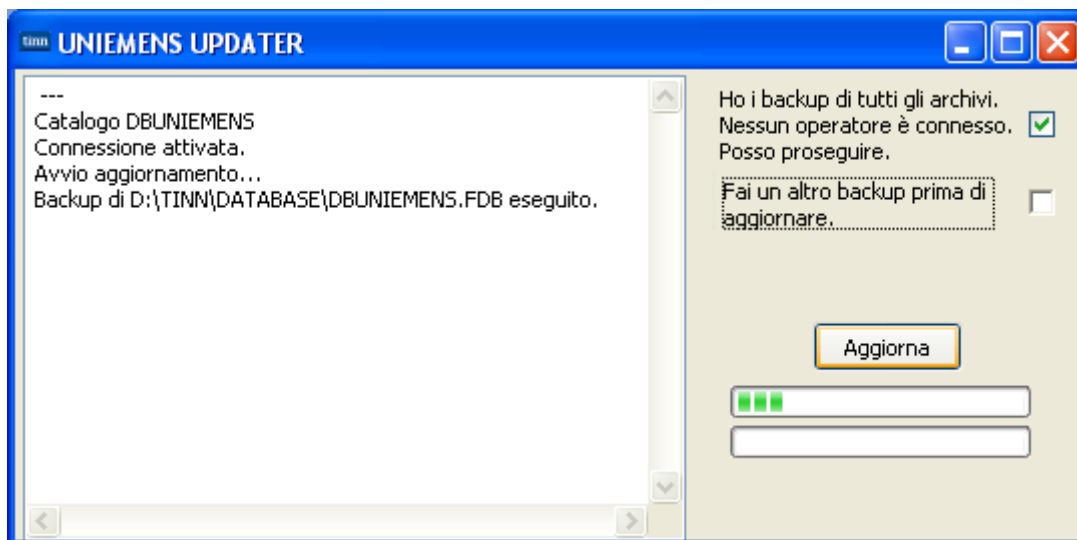 tinn UNIEMENS UPDATER
---
Catalogo DBUNIEMENS
Connessione attivata.
Avvio aggiornamento...
Backup di D:\TINN\DATABASE\DBUNIEMENS.FDB eseguito.
Ho i backup di tutti gli archivi.
Nessun operatore è connesso.
Posso proseguire.
Fai un altro backup prima di
aggiornare.
Aggiorna